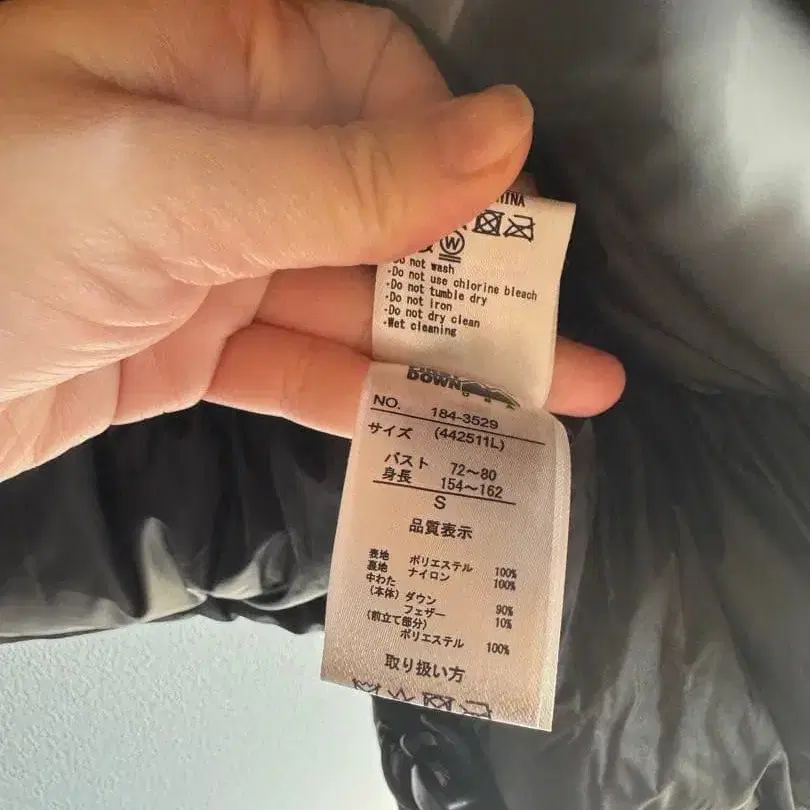 Do not wash
·Do not use chlorine bleach
·Do not tumble dry
·Do not iron
·Do not dry clean
·Wet cleaning
DOWN
NO. 184-3529
サイズ (442511L)
バスト 72～80
身長 154～162
S
品質表示
表地 ポリエステル 100%
裏地 ナイロン 100%
中わた
(本体) ダウン 90%
フェザー 10%
(前立て部分)
ポリエステル 100%
取り扱い方